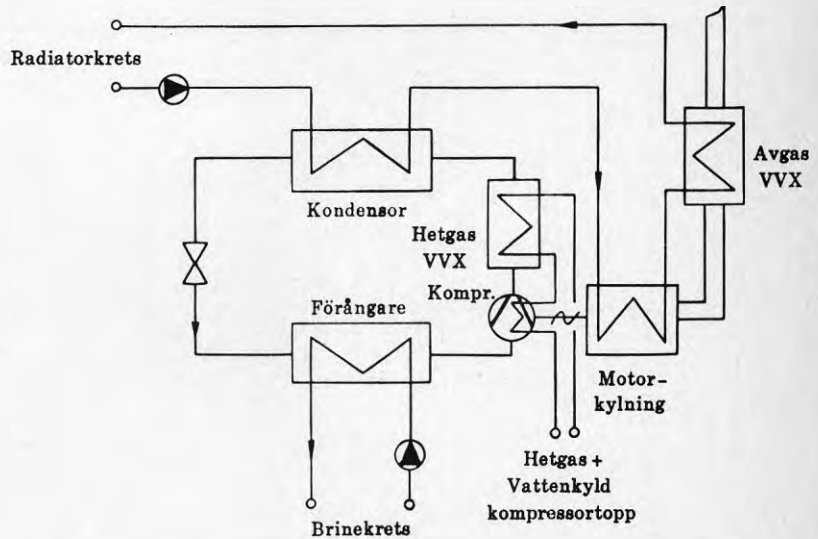 Radiatorkrets
Avgas
VVX
Kondensor
Hetgas
VVX
Kompr.
Förångare
Motor-
kylning
Hetgas +
Vattenkyld
kompressortopp
Brinekrets